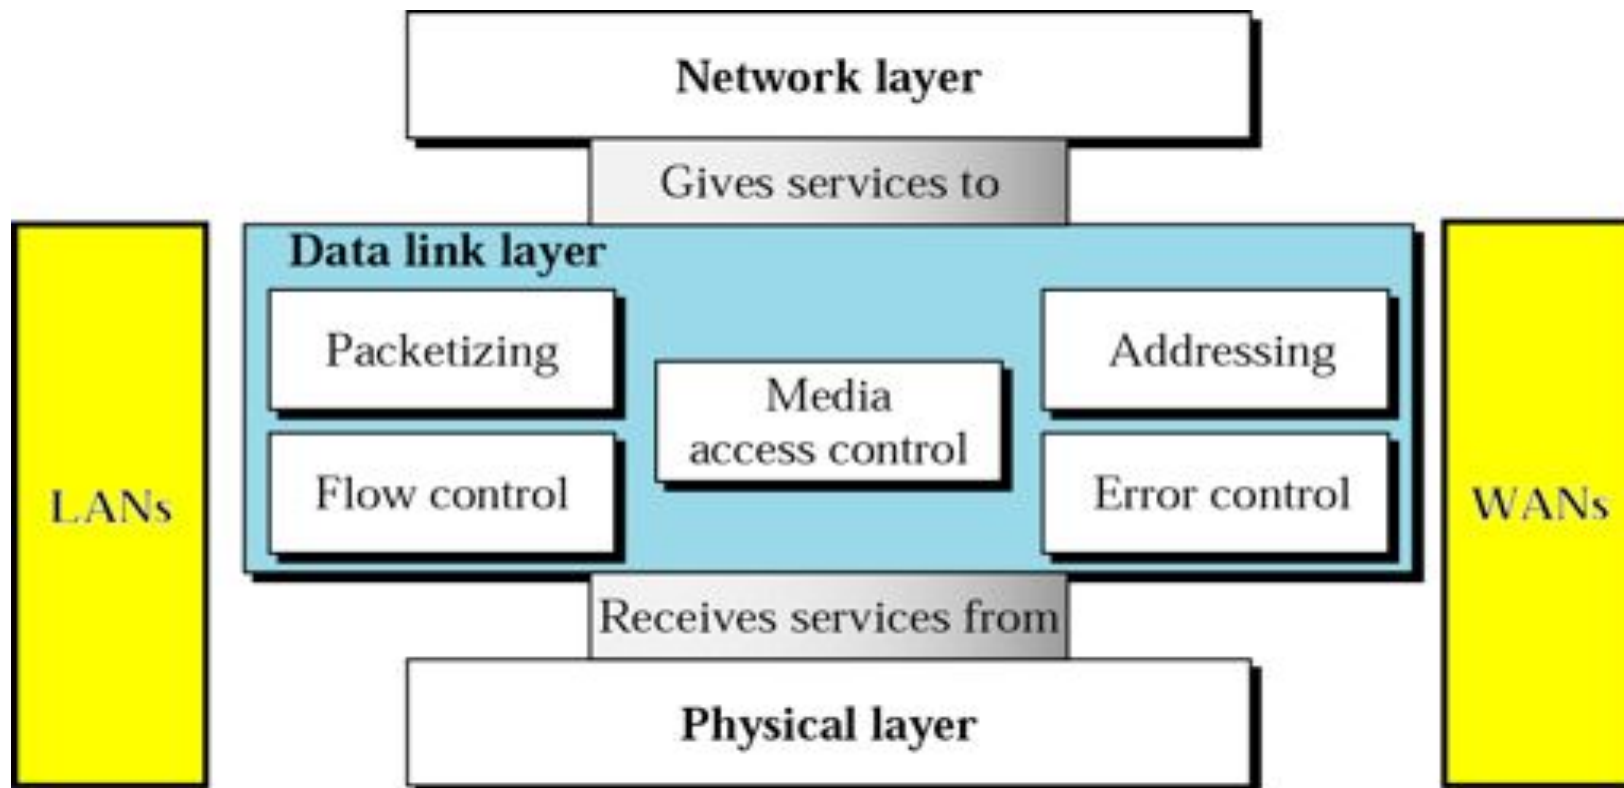 Network layer
Gives services to
Data link layer
Packetizing
Addressing
Media
access control
Flow control
Error control
LANs
WANs
Receives services from
Physical layer